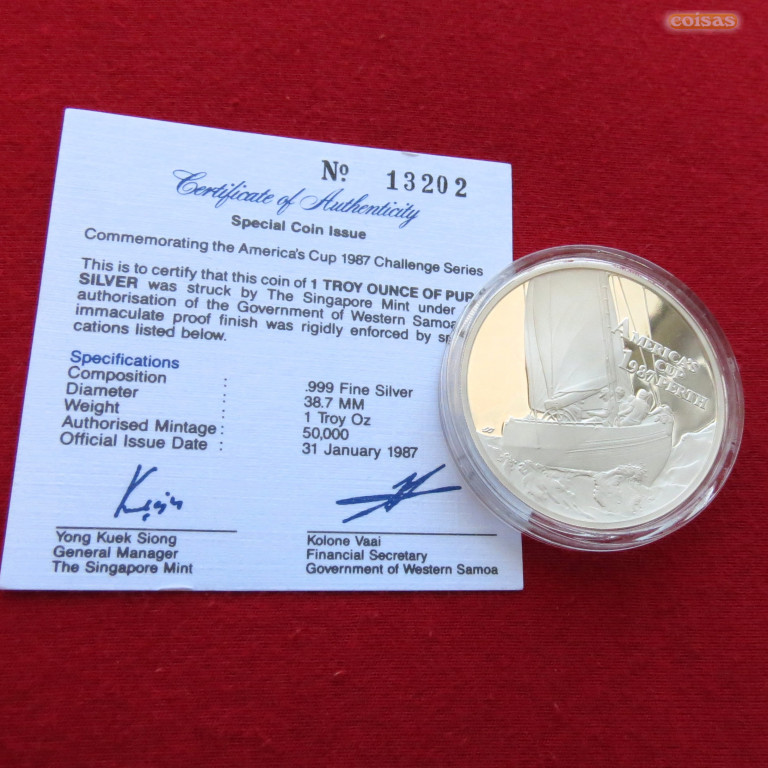 eoisas
Nº 13202
Certificate of Authenticity
Special Coin Issue
Commemorating the America's Cup 1987 Challenge Series
This is to certify that this coin of 1 TROY OUNCE OF PUR
SILVER was struck by The Singapore Mint under
authorisation of the Government of Western Samoa
immaculate proof finish was rigidly enforced by
cations listed below.
Specifications
Composition : .999 Fine Silver
Diameter : 38.7 MM
Weight : 1 Troy Oz
Authorised Mintage : 50,000
Official Issue Date : 31 January 1987
Yong Kuek Siong
General Manager
The Singapore Mint
Kolone Vaai
Financial Secretary
Government of Western Samoa
AMERICA'S
CUP
1987 PERTH